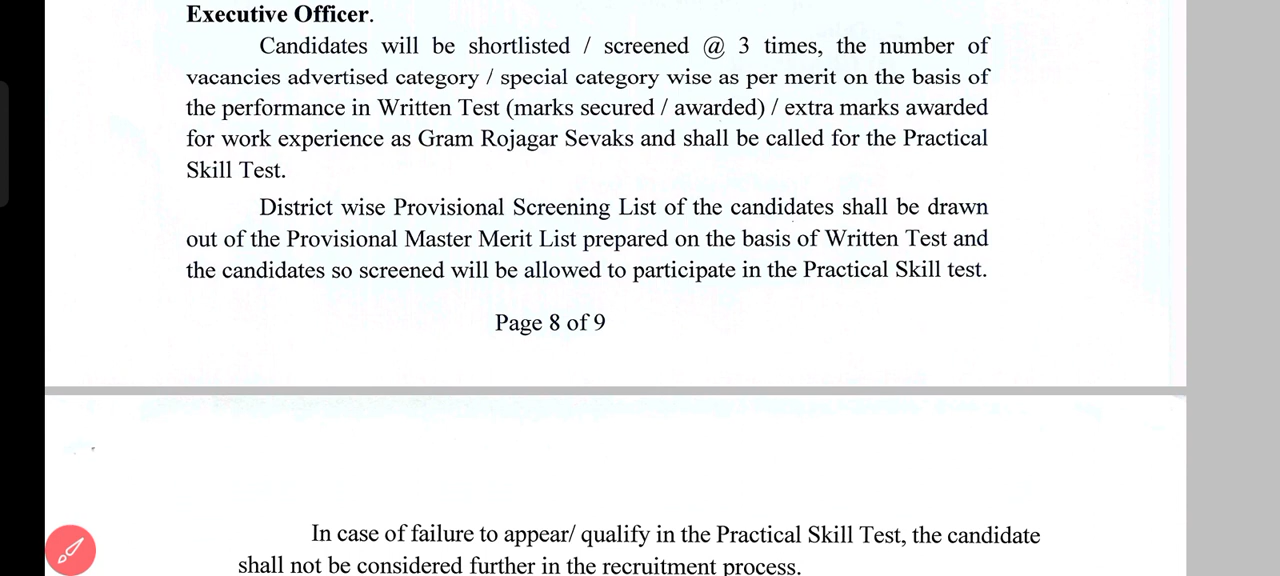 Executive Officer.
Candidates will be shortlisted / screened @ 3 times, the number of
vacancies advertised category / special category wise as per merit on the basis of
the performance in Written Test (marks secured / awarded) / extra marks awarded
for work experience as Gram Rojagar Sevaks and shall be called for the Practical
Skill Test.
District wise Provisional Screening List of the candidates shall be drawn
out of the Provisional Master Merit List prepared on the basis of Written Test and
the candidates so screened will be allowed to participate in the Practical Skill test.
Page 8 of 9
In case of failure to appear/ qualify in the Practical Skill Test, the candidate
shall not be considered further in the recruitment process.